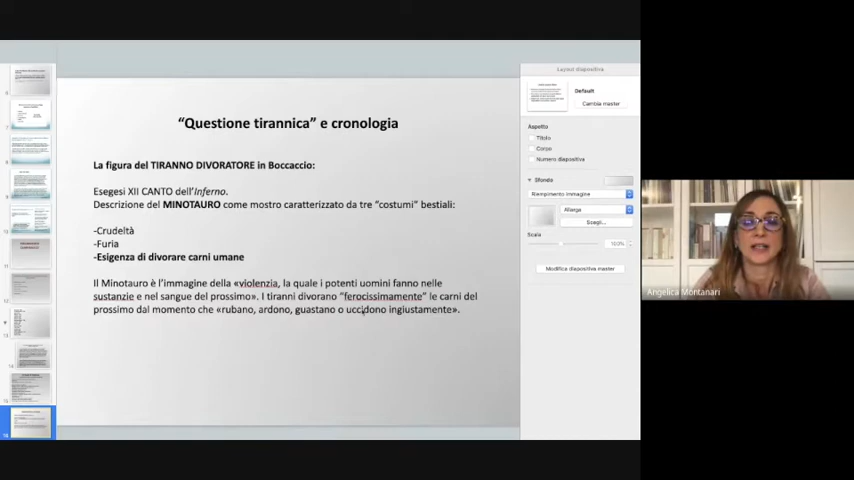 Layout diapositiva
Default
Cambia master
"Questione tirannica" e cronologia
Aspetto
Titolo
Corpo
Numero diapositiva
La figura del TIRANNO DIVORATORE in Boccaccio:
Sfondo
Esegesi XII CANTO dell'Inferno.
Riempimento immagine
Descrizione del MINOTAURO come mostro caratterizzato da tre "costumi" bestiali:
Allarga
Scegli...
-Crudeltà
Scala
-Furia
100%
-Esigenza di divorare carni umane
Modifica diapositiva master
Il Minotauro è l'immagine della «violenzia, la quale i potenti uomini fanno nelle
sustanzie e nel sangue del prossimo». I tiranni divorano "ferocissimamente" le carni del
prossimo dal momento che «rubano, ardono, guastano o uccidono ingiustamente».
Angelica Montanari